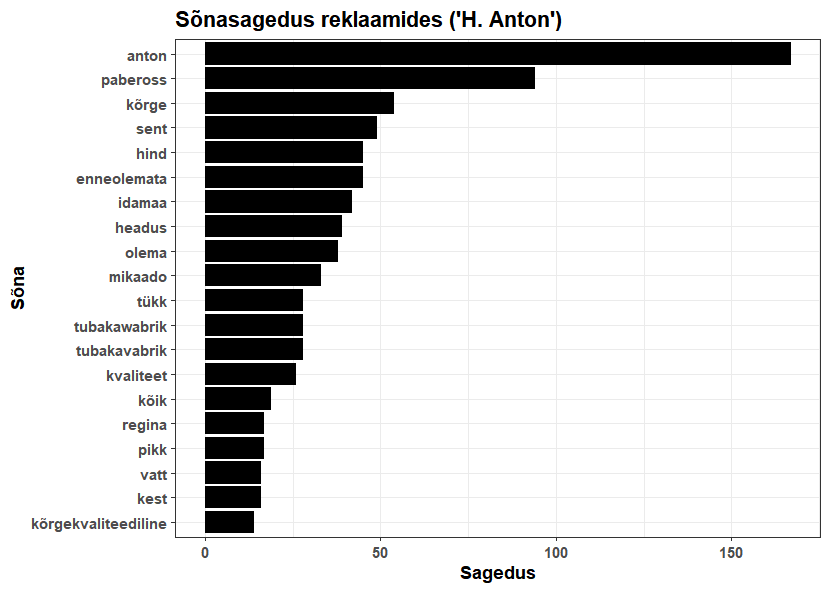 Sõnasagedus reklaamides ('H. Anton')
anton
pabeross
kõrge
sent
hind
enneolemata
idamaa
headus
olema
mikaado
tükk
tubakawabrik
tubakavabrik
kvaliteet
kõik
regina
pikk
vatt
kest
kõrgekvaliteediline
Sõna
0 50 100 150
Sagedus